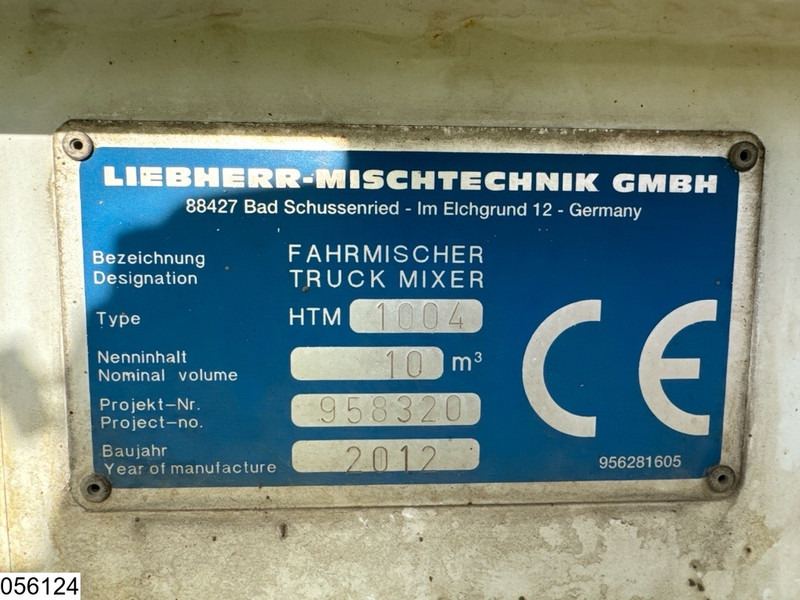 LIEBHERR-MISCHTECHNIK GMBH
88427 Bad Schussenried - Im Elchgrund 12 - Germany
Bezeichnung FAHRMISCHER
Designation TRUCK MIXER
Type HTM 1004
Nenninhalt
Nominal volume 10 m³
Projekt-Nr.
Project-no. 958320
Baujahr
Year of manufacture 2012
CE
956281605
056124